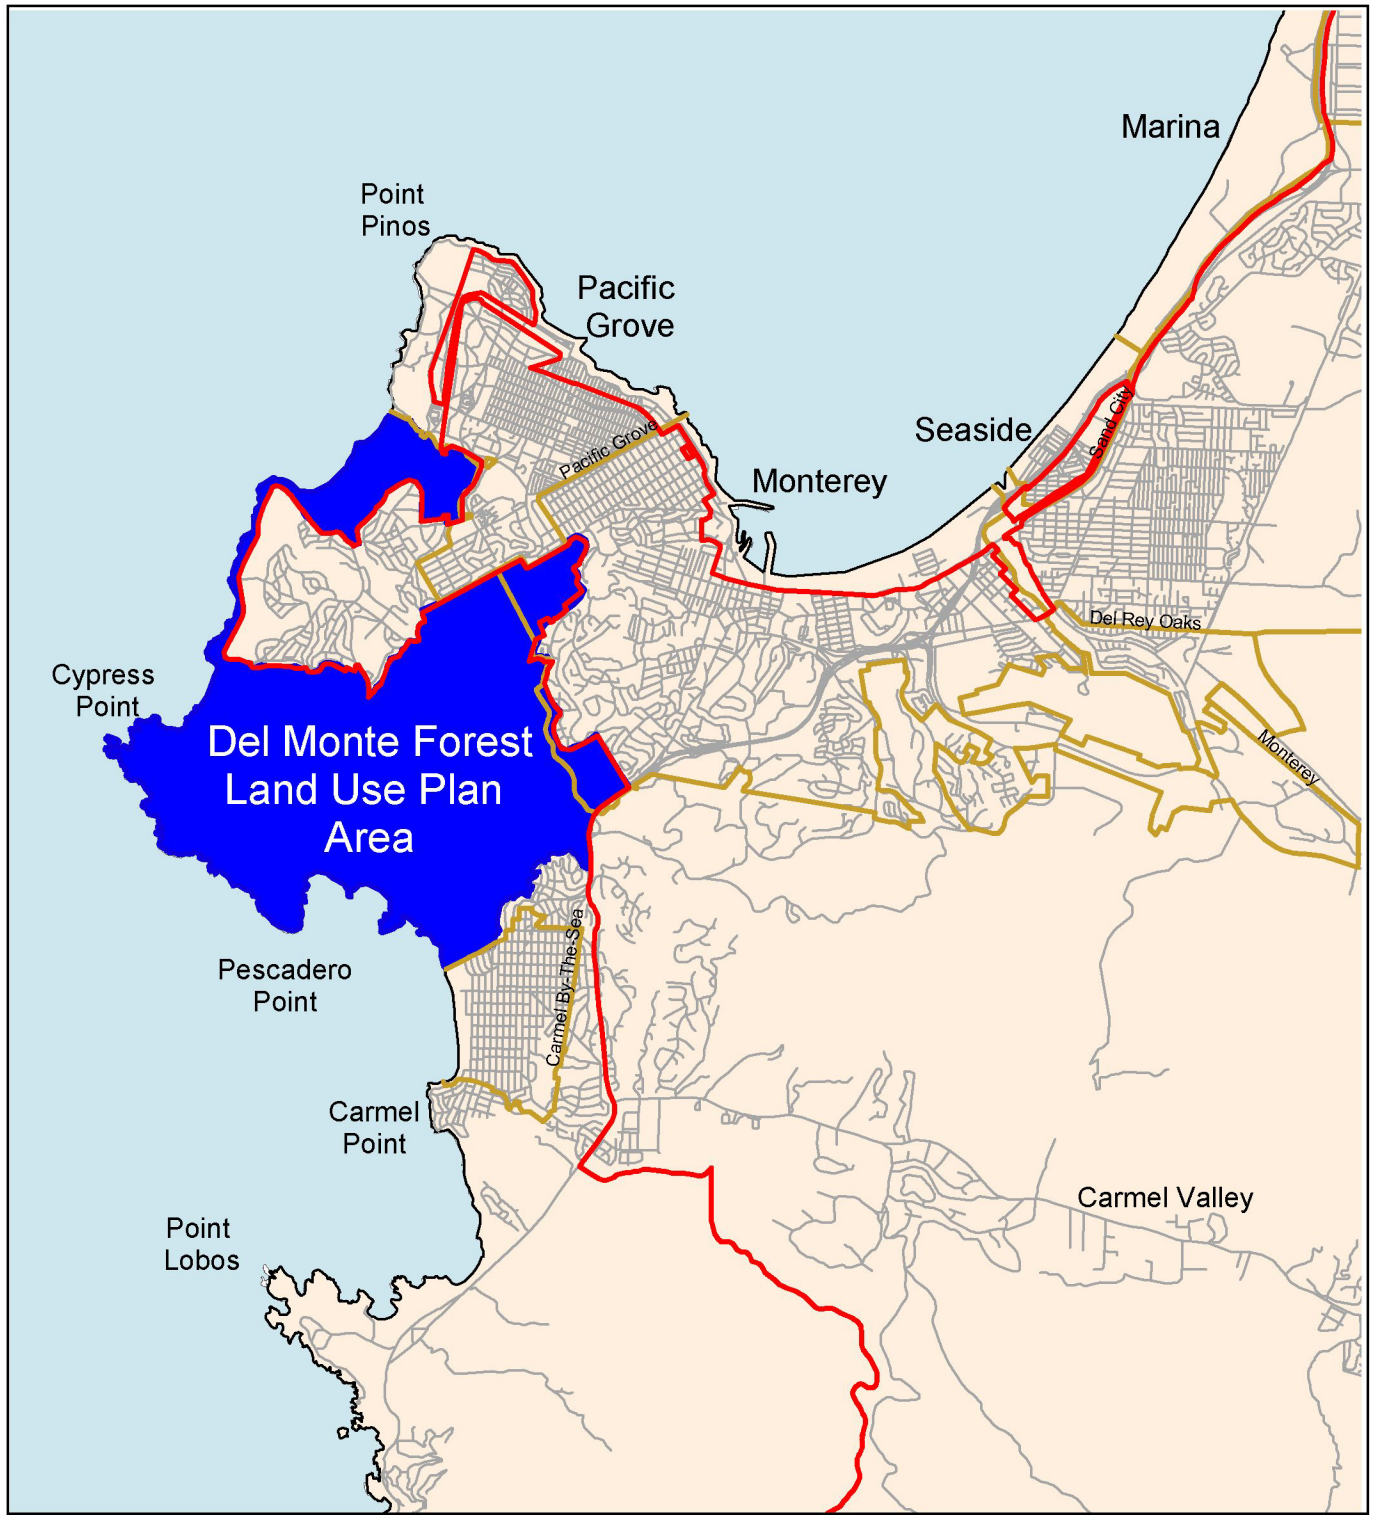 Marina
Point
Pinos
Pacific
Grove
Sand City
Seaside
Pacific Grove
Monterey
Del Rey Oaks
Cypress
Point
Del Monte Forest
Land Use Plan
Area
Monterey
Pescadero
Point
Carmel By-The-Sea
Carmel
Point
Carmel Valley
Point
Lobos